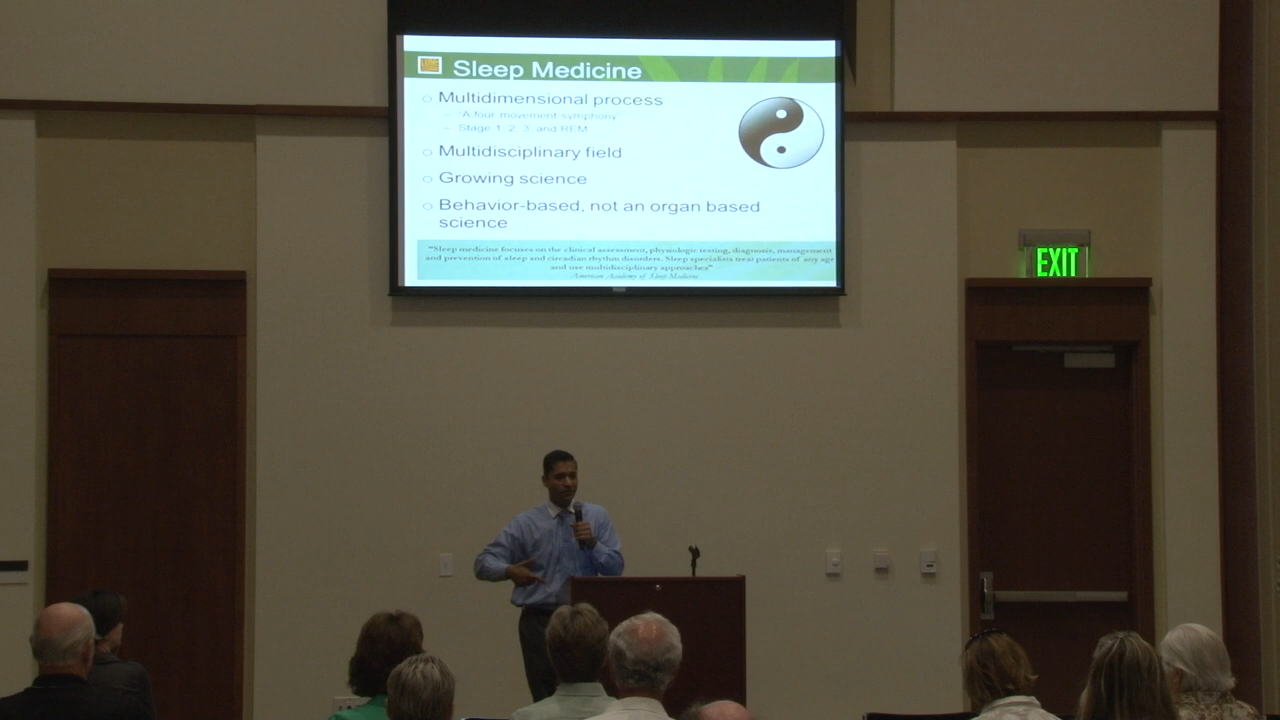 Sleep Medicine
○ Multidimensional process
– "A four movement symphony"
– Stage 1, 2, 3, and REM
○ Multidisciplinary field
○ Growing science
○ Behavior-based, not an organ based
science
"Sleep medicine focuses on the clinical assessment, physiologic testing, diagnosis, management
and prevention of sleep and circadian rhythm disorders. Sleep specialists treat patients of any age
and use multidisciplinary approaches"
American Academy of Sleep Medicine
EXIT